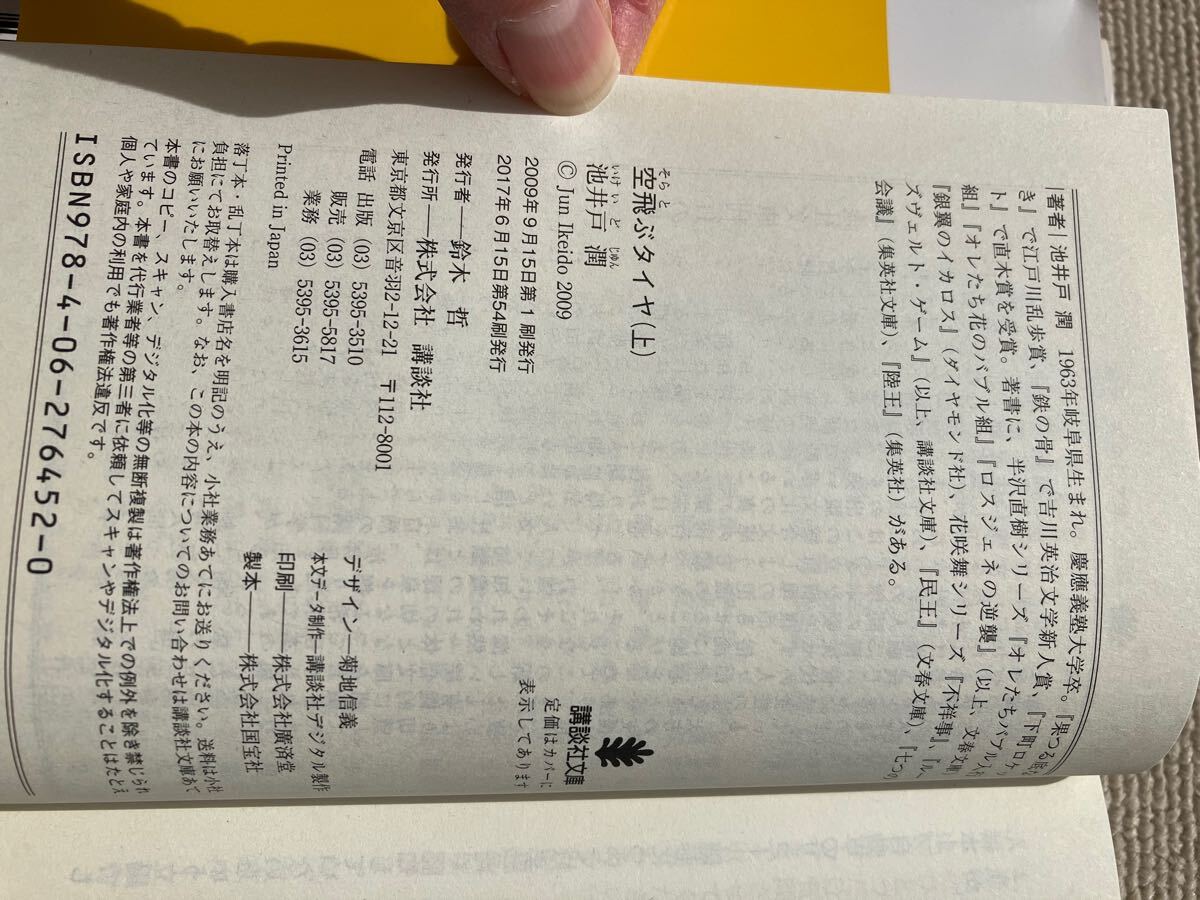 |著者| 池井戸 潤 1963年岐阜県生まれ。慶應義塾大学卒。『果つる底な
き』で江戸川乱歩賞、『鉄の骨』で吉川英治文学新人賞、『下町ロケッ
ト』で直木賞を受賞。著書に、半沢直樹シリーズ『オレたちバブル入行
組』『オレたち花のバブル組』『ロスジェネの逆襲』(以上、文春文庫)
『銀翼のイカロス』(ダイヤモンド社)、花咲舞シリーズ『不祥事』、『ル
ーズヴェルト・ゲーム』(以上、講談社文庫)、『民王』(文春文庫)、『七つの
会議』(集英社文庫)、『陸王』(集英社)がある。
そらと
空飛ぶタイヤ(上)
いけいど じゅん
池井戸 潤
© Jun Ikeido 2009
2009年9月15日第1刷発行
2017年6月15日第54刷発行
講談社文庫
定価はカバーに
表示してあります
発行者――鈴木 哲
発行所――株式会社 講談社
東京都文京区音羽2-12-21 〒112-8001
電話 出版 (03) 5395-3510
販売 (03) 5395-5817
業務 (03) 5395-3615
Printed in Japan
デザイン―菊地信義
本文データ制作―講談社デジタル製作
印刷――株式会社廣済堂
製本――株式会社国宝社
落丁本・乱丁本は購入書店名を明記のうえ、小社業務あてにお送りください。送料は小社
負担にてお取替えします。なお、この本の内容についてのお問い合わせは講談社文庫あて
にお願いいたします。
本書のコピー、スキャン、デジタル化等の無断複製は著作権法上での例外を除き禁じられ
ています。本書を代行業者等の第三者に依頼してスキャンやデジタル化することはたとえ
個人や家庭内の利用でも著作権法違反です。
ISBN978-4-06-276452-0